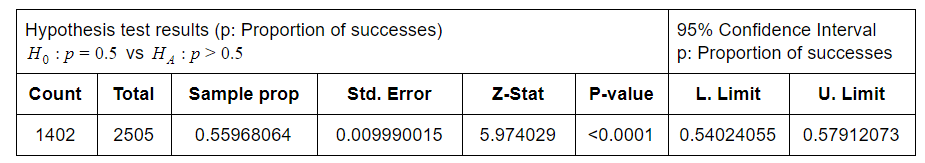 Hypothesis test results (p: Proportion of successes)
H₀ : p = 0.5 vs H_A : p > 0.5
95% Confidence Interval
p: Proportion of successes
Count Total Sample prop Std. Error Z-Stat P-value L. Limit U. Limit
1402 2505 0.55968064 0.009990015 5.974029 <0.0001 0.54024055 0.57912073